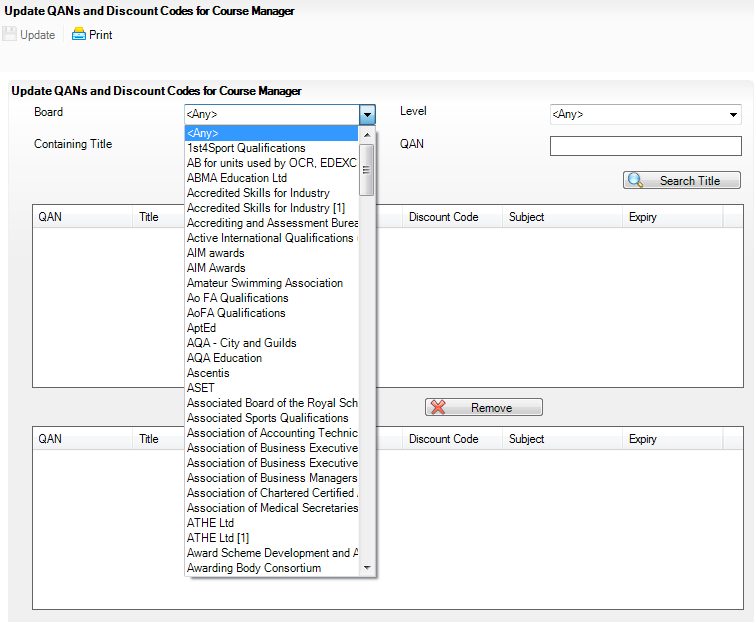 Update QANs and Discount Codes for Course Manager
Update Print
Update QANs and Discount Codes for Course Manager
Board <Any> Level <Any>
Containing Title QAN
Search Title
QAN Title Discount Code Subject Expiry
<Any>
1st4Sport Qualifications
AB for units used by OCR, EDEXC
ABMA Education Ltd
Accredited Skills for Industry
Accredited Skills for Industry [1]
Accrediting and Assessment Burea
Active International Qualifications
AIM awards
AIM Awards
Amateur Swimming Association
Ao FA Qualifications
AoFA Qualifications
AptEd
AQA - City and Guilds
AQA Education
Ascentis
ASET
Associated Board of the Royal Sch
Associated Sports Qualifications
Association of Accounting Technic
Association of Business Executive
Association of Business Executive
Association of Business Managers
Association of Chartered Certified
Association of Medical Secretaries
ATHE Ltd
ATHE Ltd [1]
Award Scheme Development and A
Awarding Body Consortium
Remove
QAN Title Discount Code Subject Expiry